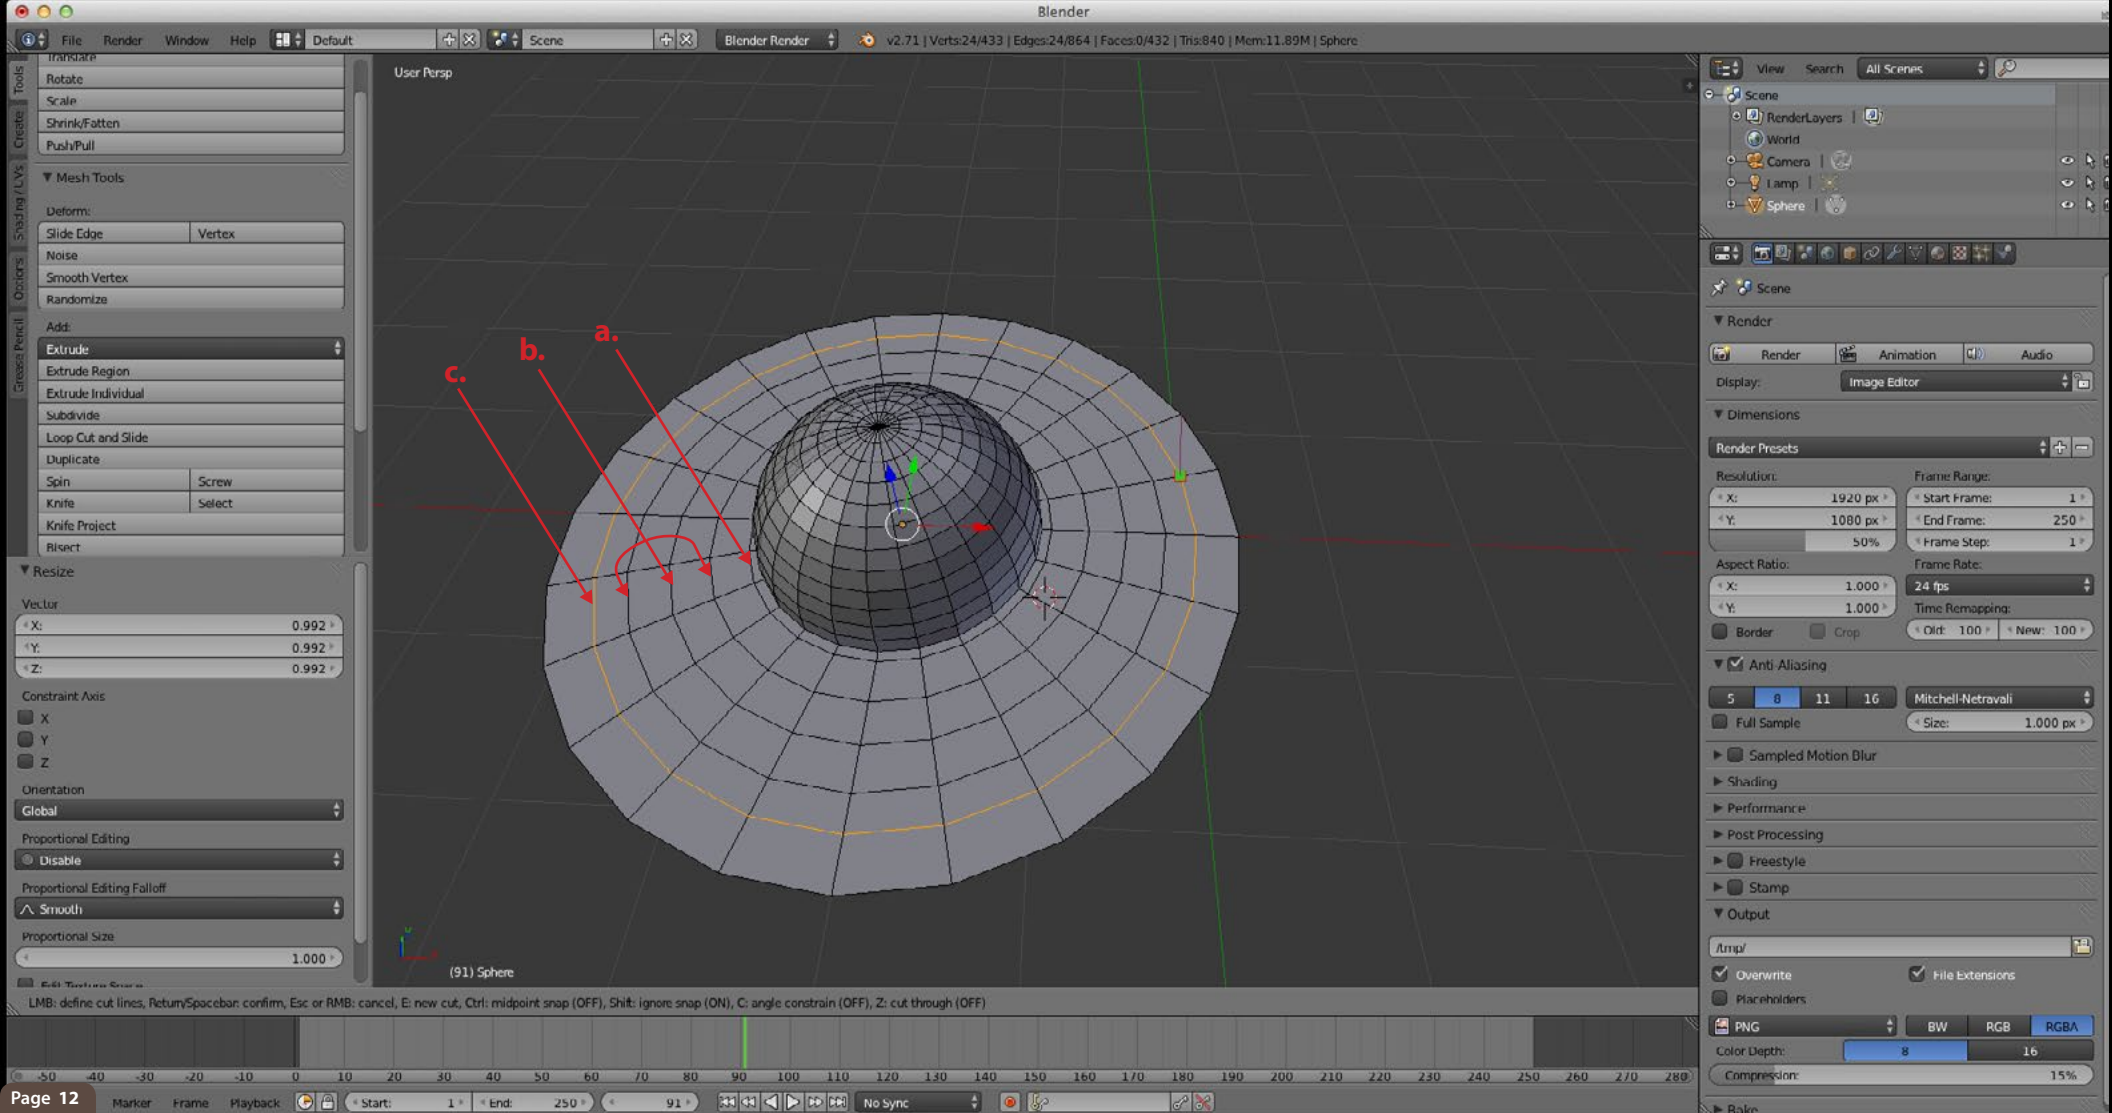 Blender
File Render Window Help Default Scene Blender Render v2.71 | Verts:24/433 | Edges:24/864 | Faces:0/432 | Tris:840 | Mem:11.89M | Sphere
Tools
Create
Shading / UVs
Options
Grease Pencil
Translate
Rotate
Scale
Shrink/Fatten
Push/Pull
Mesh Tools
Deform:
Slide Edge Vertex
Noise
Smooth Vertex
Randomize
Add:
Extrude
Extrude Region
Extrude Individual
Subdivide
Loop Cut and Slide
Duplicate
Spin Screw
Knife Select
Knife Project
Bisect
Resize
Vector
X: 0.992
Y: 0.992
Z: 0.992
Constraint Axis
X
Y
Z
Orientation
Global
Proportional Editing
Disable
Proportional Editing Falloff
Smooth
Proportional Size
1.000
Edit Texture Space
User Persp
a.
b.
c.
(91) Sphere
View Search All Scenes
Scene
RenderLayers |
World
Camera |
Lamp |
Sphere |
Scene
Render
Render Animation Audio
Display: Image Editor
Dimensions
Render Presets
Resolution: Frame Range:
X: 1920 px Start Frame: 1
Y: 1080 px End Frame: 250
50% Frame Step: 1
Aspect Ratio: Frame Rate:
X: 1.000 24 fps
Y: 1.000 Time Remapping:
Border Crop Old: 100 New: 100
Anti-Aliasing
5 8 11 16 Mitchell-Netravali
Full Sample Size: 1.000 px
Sampled Motion Blur
Shading
Performance
Post Processing
Freestyle
Stamp
Output
/tmp/
Overwrite File Extensions
Placeholders
PNG BW RGB RGBA
Color Depth: 8 16
Compression: 15%
Bake
LMB: define cut lines, Return/Spacebar: confirm, Esc or RMB: cancel, E: new cut, Ctrl: midpoint snap (OFF), Shift: ignore snap (ON), C: angle constrain (OFF), Z: cut through (OFF)
-50 -40 -30 -20 -10 0 10 20 30 40 50 60 70 80 90 100 110 120 130 140 150 160 170 180 190 200 210 220 230 240 250 260 270 280
Page 12
Marker Frame Playback Start: 1 End: 250 91 No Sync